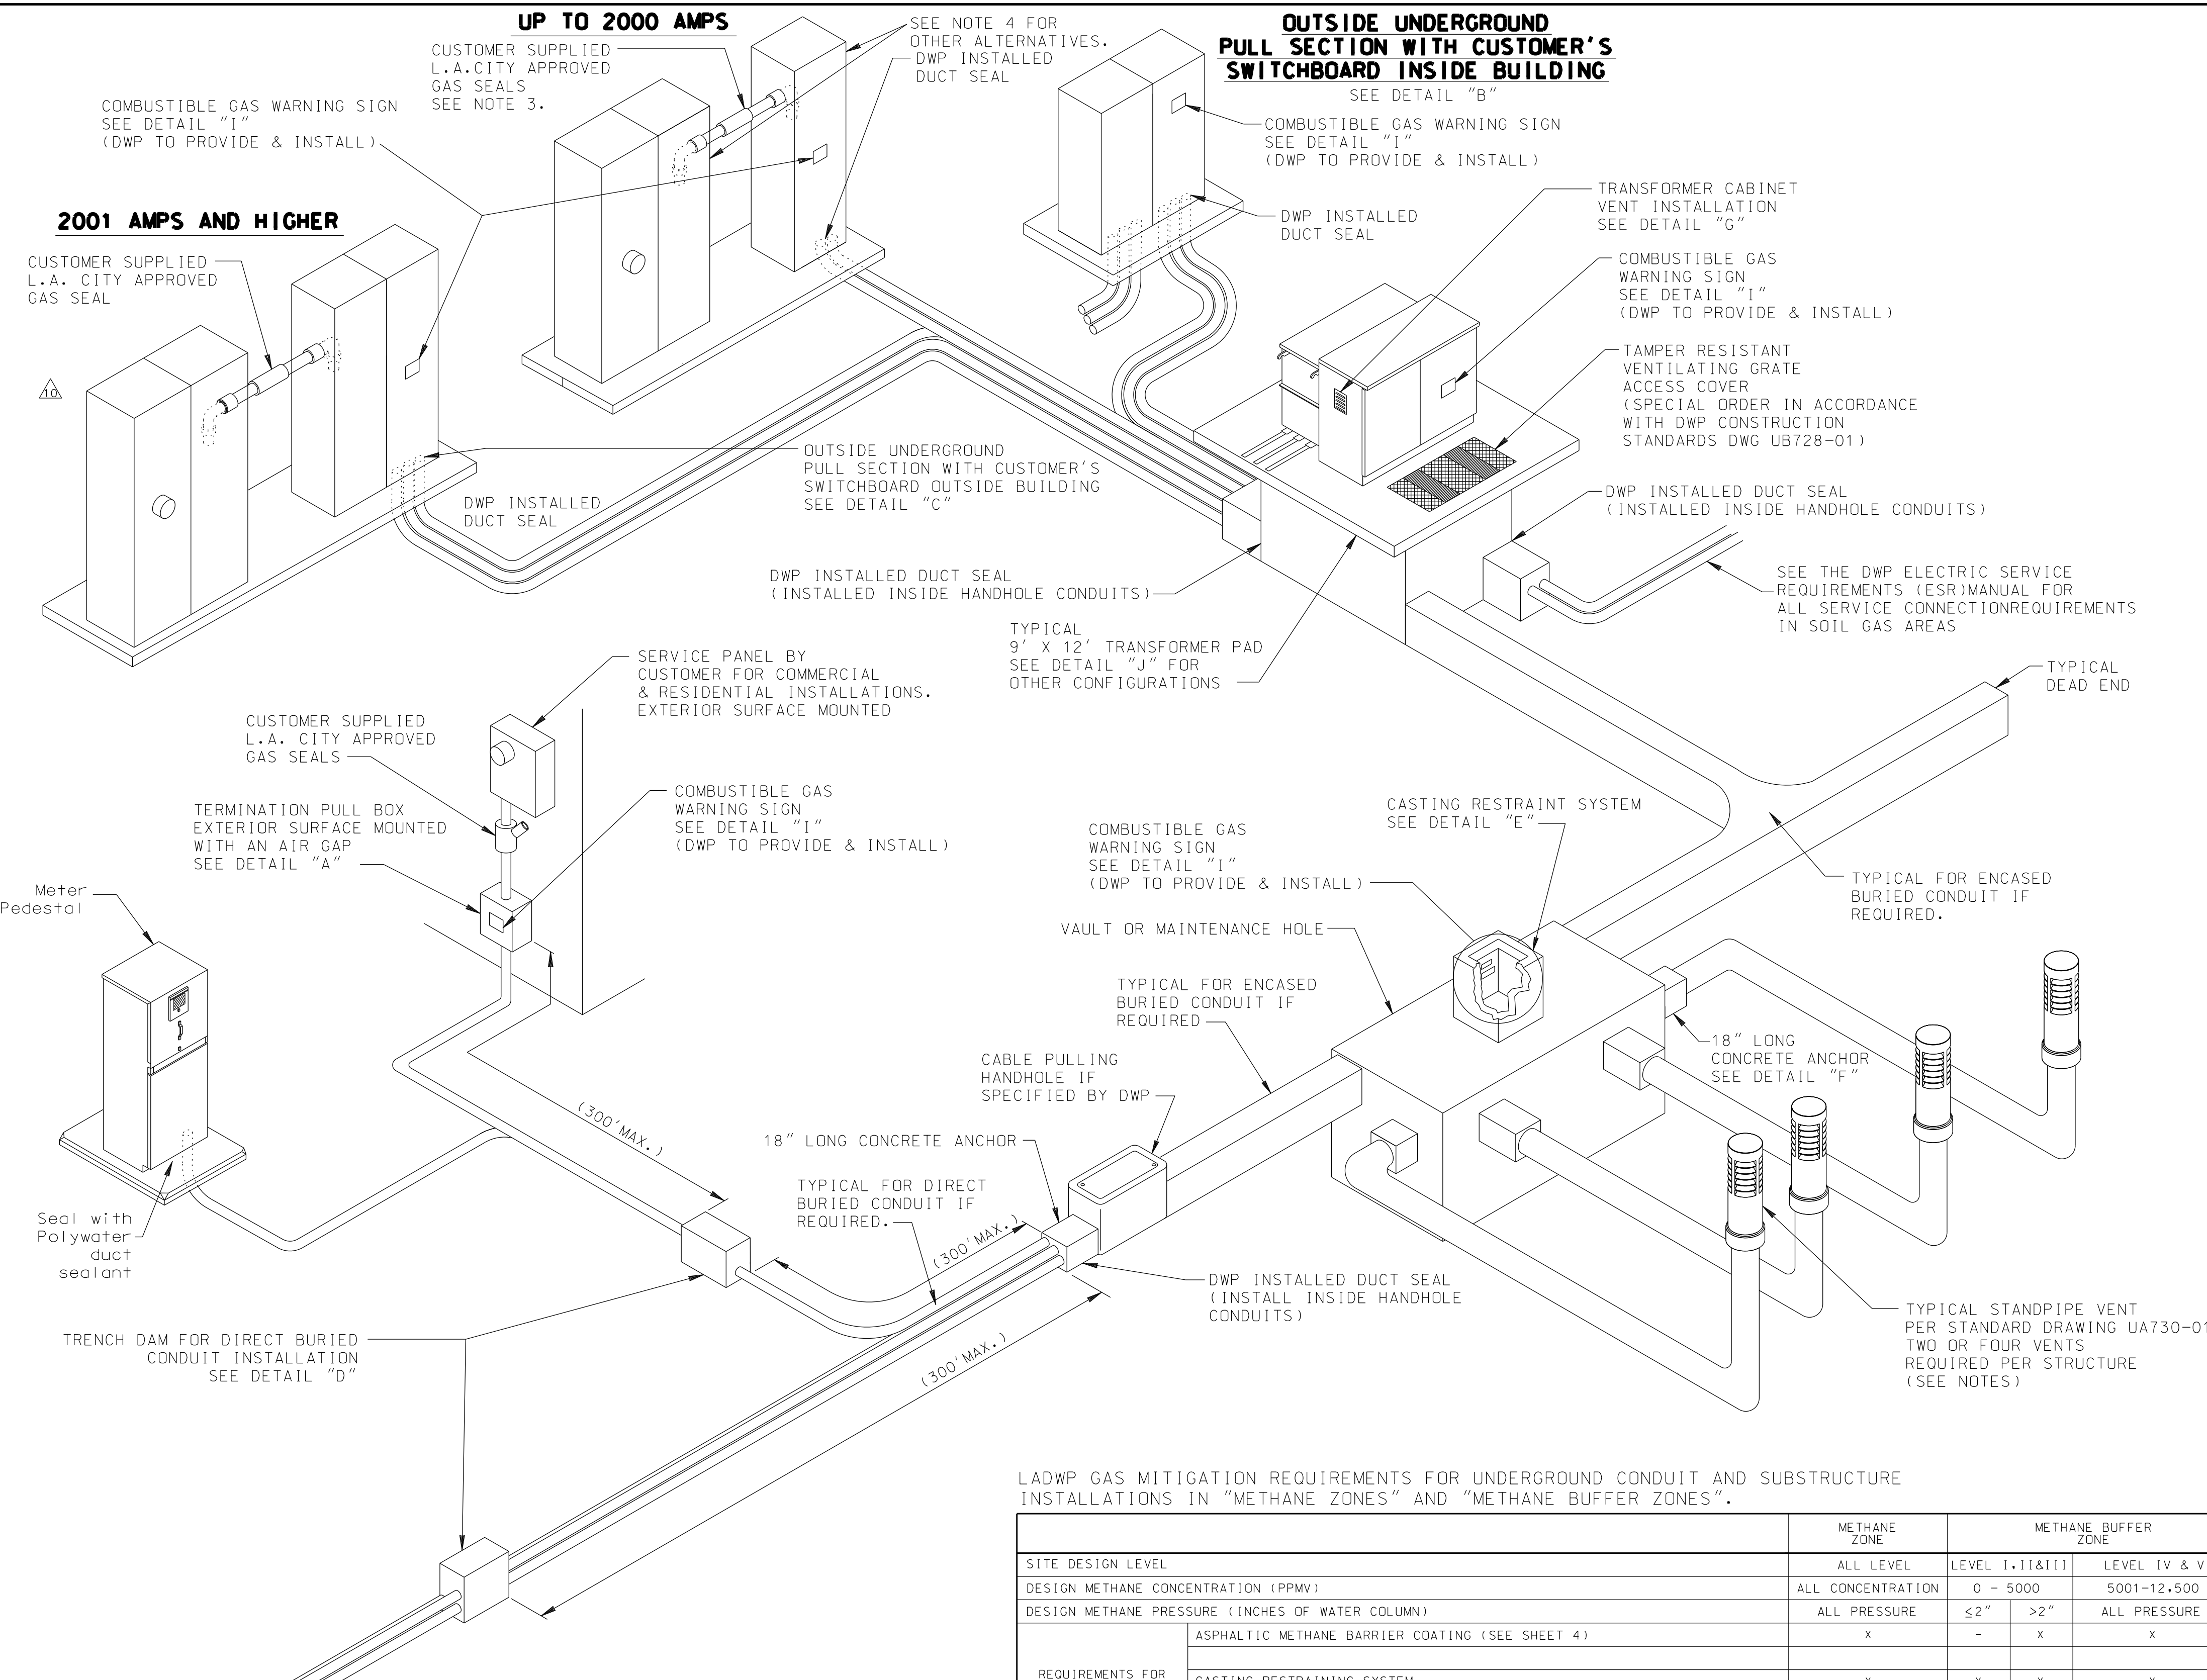 UP TO 2000 AMPS
CUSTOMER SUPPLIED
L.A.CITY APPROVED
GAS SEALS
SEE NOTE 3.
SEE NOTE 4 FOR
OTHER ALTERNATIVES.
DWP INSTALLED
DUCT SEAL
OUTSIDE UNDERGROUND
PULL SECTION WITH CUSTOMER'S
SWITCHBOARD INSIDE BUILDING
SEE DETAIL "B"
COMBUSTIBLE GAS WARNING SIGN
SEE DETAIL "I"
(DWP TO PROVIDE & INSTALL)
COMBUSTIBLE GAS WARNING SIGN
SEE DETAIL "I"
(DWP TO PROVIDE & INSTALL)
DWP INSTALLED
DUCT SEAL
TRANSFORMER CABINET
VENT INSTALLATION
SEE DETAIL "G"
COMBUSTIBLE GAS
WARNING SIGN
SEE DETAIL "I"
(DWP TO PROVIDE & INSTALL)
TAMPER RESISTANT
VENTILATING GRATE
ACCESS COVER
(SPECIAL ORDER IN ACCORDANCE
WITH DWP CONSTRUCTION
STANDARDS DWG UB728-01)
2001 AMPS AND HIGHER
CUSTOMER SUPPLIED
L.A. CITY APPROVED
GAS SEAL
10
OUTSIDE UNDERGROUND
PULL SECTION WITH CUSTOMER'S
SWITCHBOARD OUTSIDE BUILDING
SEE DETAIL "C"
DWP INSTALLED
DUCT SEAL
DWP INSTALLED DUCT SEAL
(INSTALLED INSIDE HANDHOLE CONDUITS)
DWP INSTALLED DUCT SEAL
(INSTALLED INSIDE HANDHOLE CONDUITS)
SEE THE DWP ELECTRIC SERVICE
REQUIREMENTS (ESR)MANUAL FOR
ALL SERVICE CONNECTIONREQUIREMENTS
IN SOIL GAS AREAS
TYPICAL
9' X 12' TRANSFORMER PAD
SEE DETAIL "J" FOR
OTHER CONFIGURATIONS
TYPICAL
DEAD END
SERVICE PANEL BY
CUSTOMER FOR COMMERCIAL
& RESIDENTIAL INSTALLATIONS.
EXTERIOR SURFACE MOUNTED
CUSTOMER SUPPLIED
L.A. CITY APPROVED
GAS SEALS
TERMINATION PULL BOX
EXTERIOR SURFACE MOUNTED
WITH AN AIR GAP
SEE DETAIL "A"
COMBUSTIBLE GAS
WARNING SIGN
SEE DETAIL "I"
(DWP TO PROVIDE & INSTALL)
Meter
Pedestal
COMBUSTIBLE GAS
WARNING SIGN
SEE DETAIL "I"
(DWP TO PROVIDE & INSTALL)
CASTING RESTRAINT SYSTEM
SEE DETAIL "E"
TYPICAL FOR ENCASED
BURIED CONDUIT IF
REQUIRED.
VAULT OR MAINTENANCE HOLE
TYPICAL FOR ENCASED
BURIED CONDUIT IF
REQUIRED
18" LONG
CONCRETE ANCHOR
SEE DETAIL "F"
CABLE PULLING
HANDHOLE IF
SPECIFIED BY DWP
(300'MAX.)
18" LONG CONCRETE ANCHOR
TYPICAL FOR DIRECT
BURIED CONDUIT IF
REQUIRED.
(300'MAX.)
Seal with
Polywater
duct
sealant
DWP INSTALLED DUCT SEAL
(INSTALL INSIDE HANDHOLE
CONDUITS)
(300'MAX.)
TRENCH DAM FOR DIRECT BURIED
CONDUIT INSTALLATION
SEE DETAIL "D"
TYPICAL STANDPIPE VENT
PER STANDARD DRAWING UA730-01
TWO OR FOUR VENTS
REQUIRED PER STRUCTURE
(SEE NOTES)
LADWP GAS MITIGATION REQUIREMENTS FOR UNDERGROUND CONDUIT AND SUBSTRUCTURE
INSTALLATIONS IN "METHANE ZONES" AND "METHANE BUFFER ZONES".
METHANE ZONE METHANE BUFFER ZONE
SITE DESIGN LEVEL ALL LEVEL LEVEL I,II&III LEVEL IV & V
DESIGN METHANE CONCENTRATION (PPMV) ALL CONCENTRATION 0 - 5000 5001-12,500
DESIGN METHANE PRESSURE (INCHES OF WATER COLUMN) ALL PRESSURE ≤2" >2" ALL PRESSURE
ASPHALTIC METHANE BARRIER COATING (SEE SHEET 4) X - X X
REQUIREMENTS FOR
CASTING RESTRAINING SYSTEM X X X X